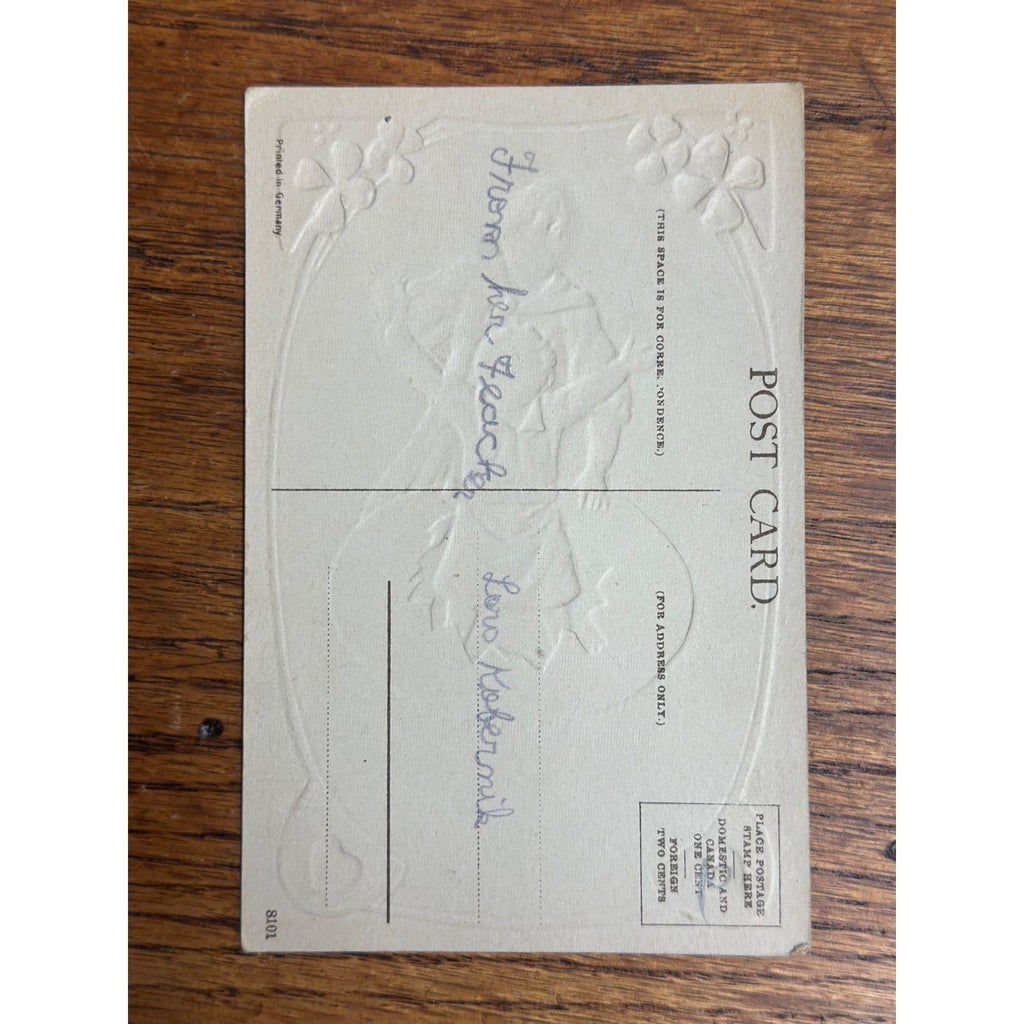 POST CARD.
(THIS SPACE IS FOR CORRE. ONDENCE.)
(FOR ADDRESS ONLY.)
PLACE POSTAGE
STAMP HERE
DOMESTIC AND
CANADA
ONE CENT
FOREIGN
TWO CENTS
From her Teacher
Kobernik
Printed in Germany
8101